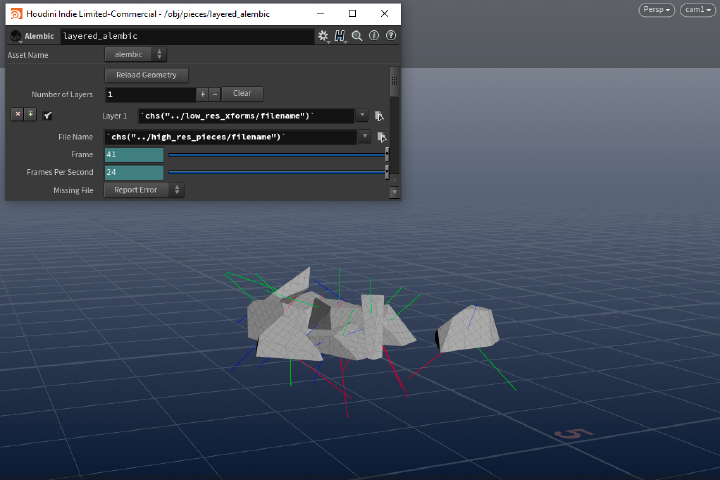 Houdini Indie Limited-Commercial - /obj/pieces/layered_alembic
Persp
cam1
Alembic layered_alembic
Asset Name alembic
Reload Geometry
Number of Layers 1 + - Clear
Layer 1 `chs("../low_res_xforms/filename")`
File Name `chs("../high_res_pieces/filename")`
Frame 41
Frames Per Second 24
Missing File Report Error
5